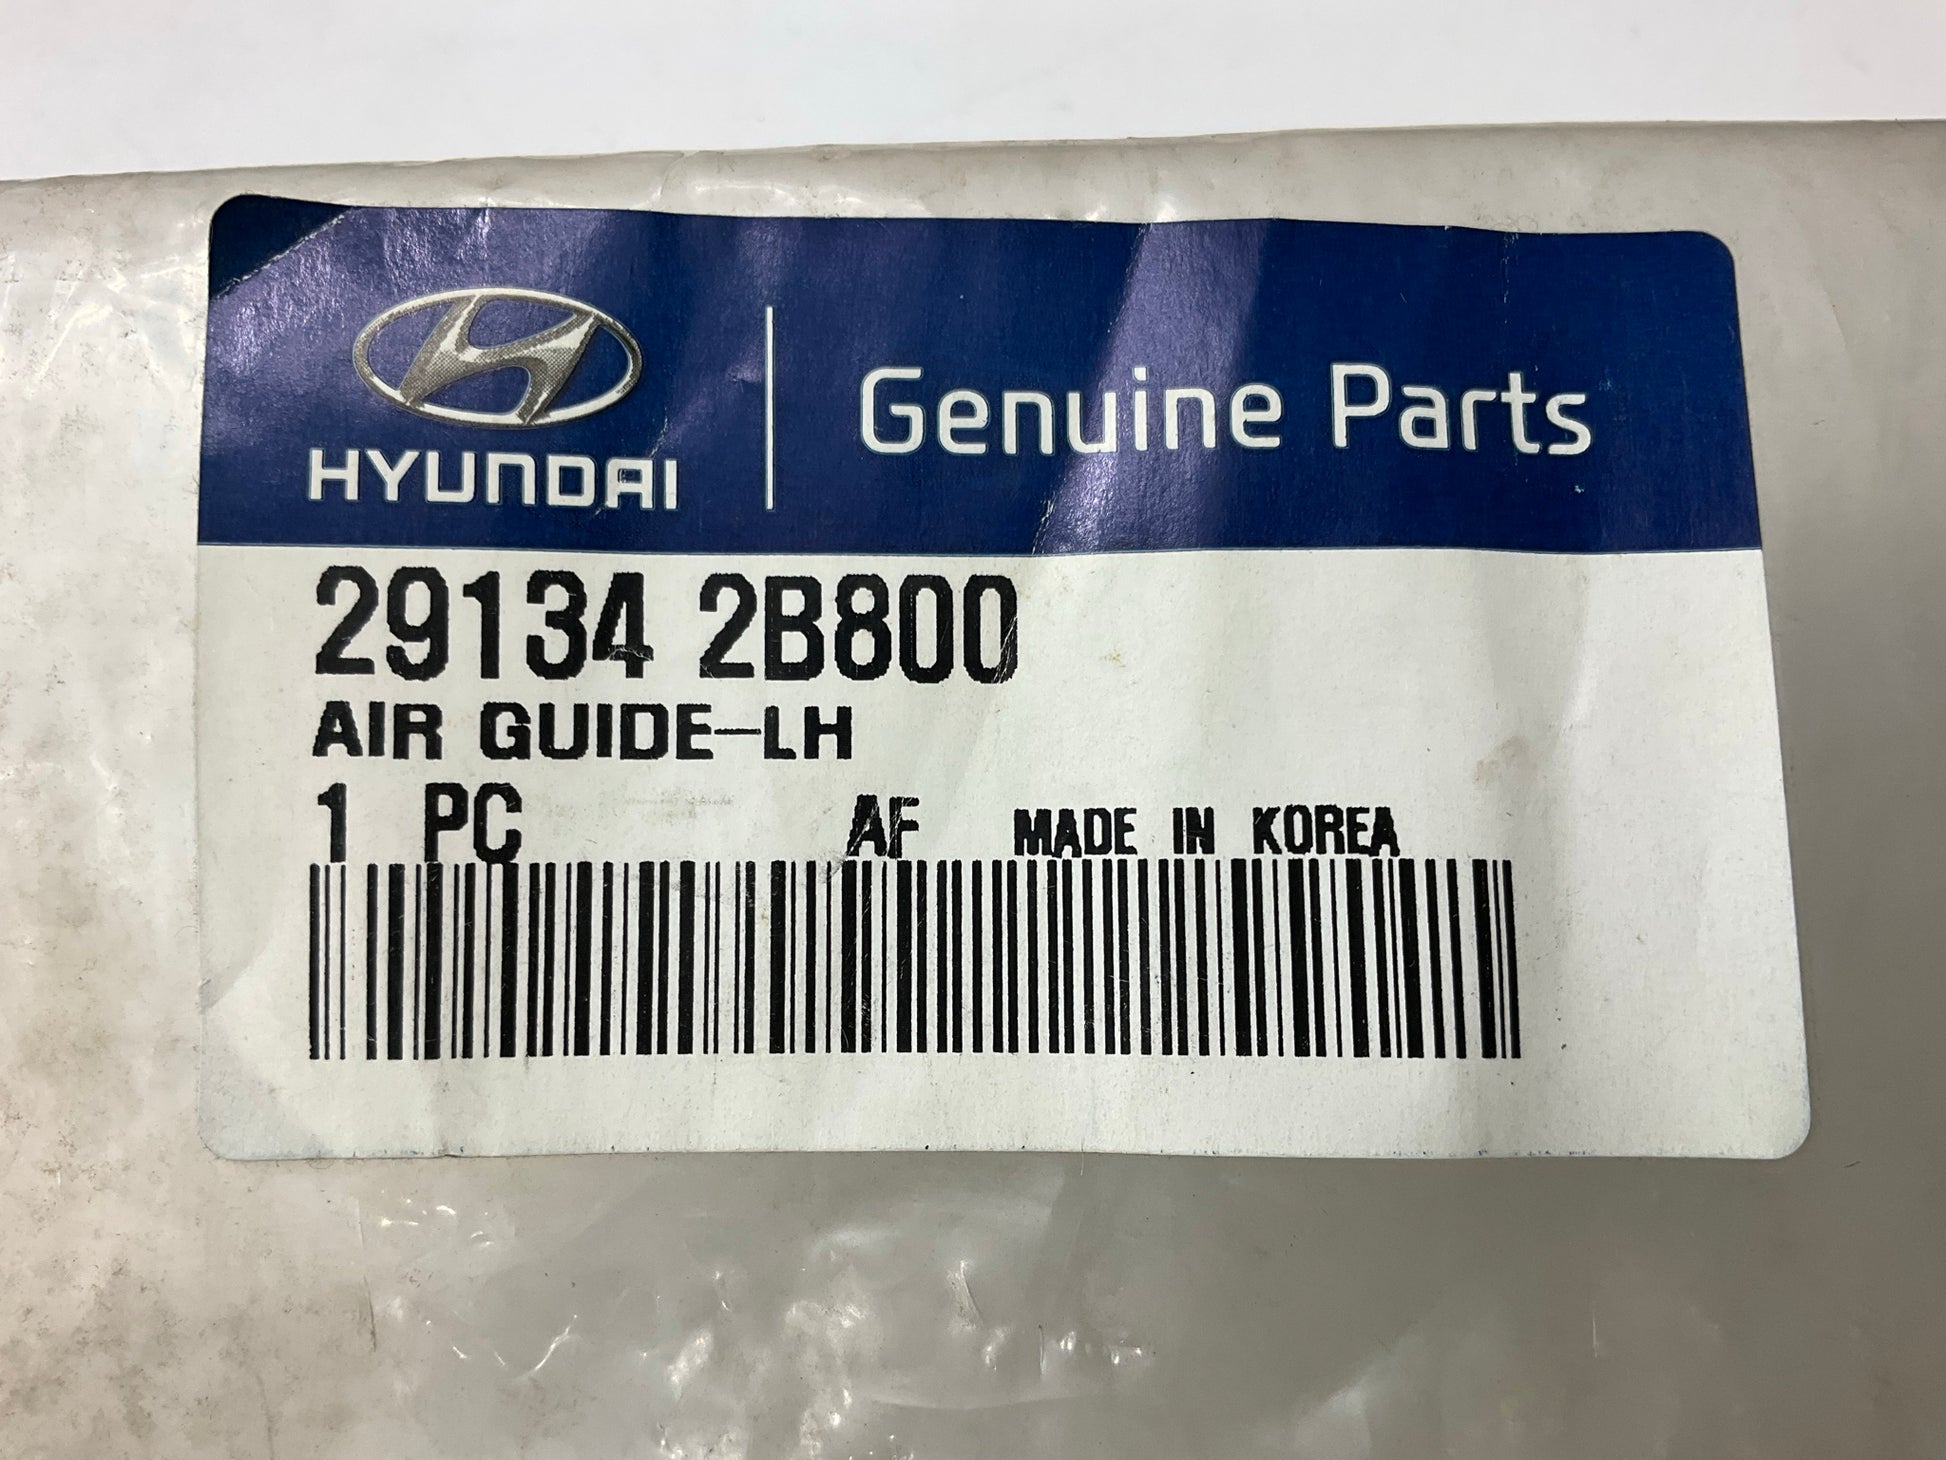 HYUNDAI
Genuine Parts
29134 2B800
AIR GUIDE-LH
1 PC AF MADE IN KOREA